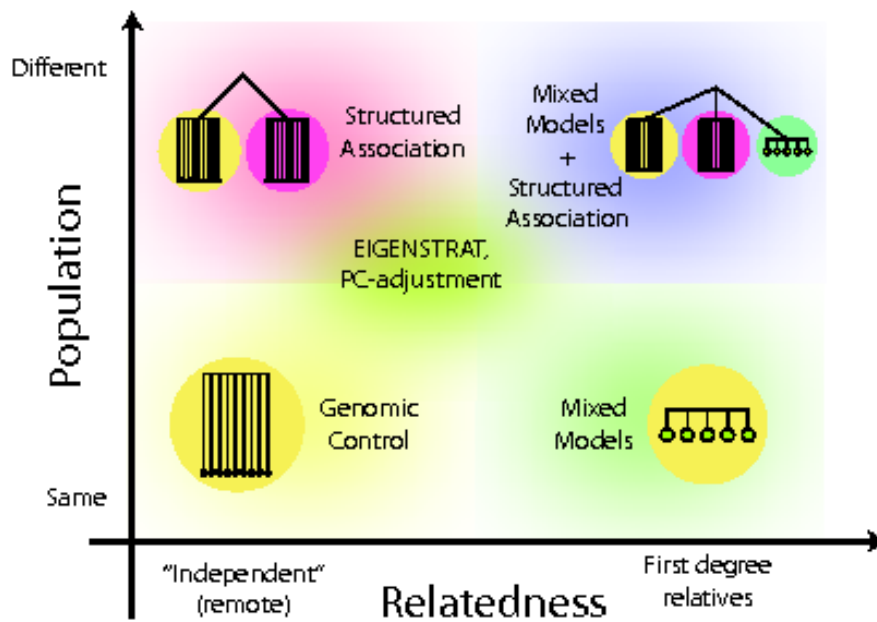 Different
Structured
Association
Mixed
Models
+
Structured
Association
EIGENSTRAT,
PC-adjustment
Population
Genomic
Control
Mixed
Models
Same
"Independent"
(remote)
Relatedness
First degree
relatives